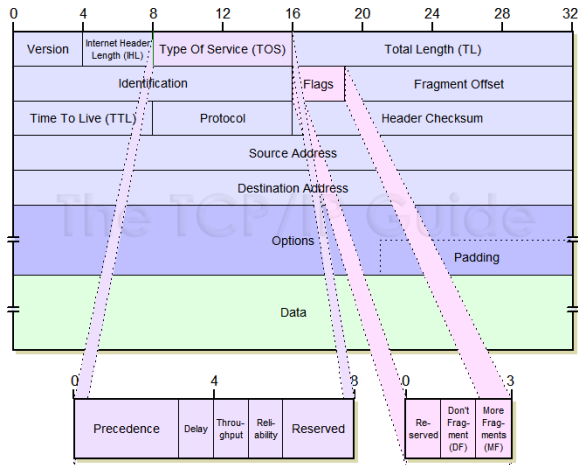 0 4 8 12 16 20 24 28 32
Version Internet Header Length (IHL) Type Of Service (TOS) Total Length (TL)
Identification Flags Fragment Offset
Time To Live (TTL) Protocol Header Checksum
Source Address
Destination Address
The TCP/IP Guide
Options
Padding
Data
0 4 8 0 3
Precedence Delay Throu-ghput Reli-ability Reserved Re-served Don't Frag-ment (DF) More Frag-ments (MF)